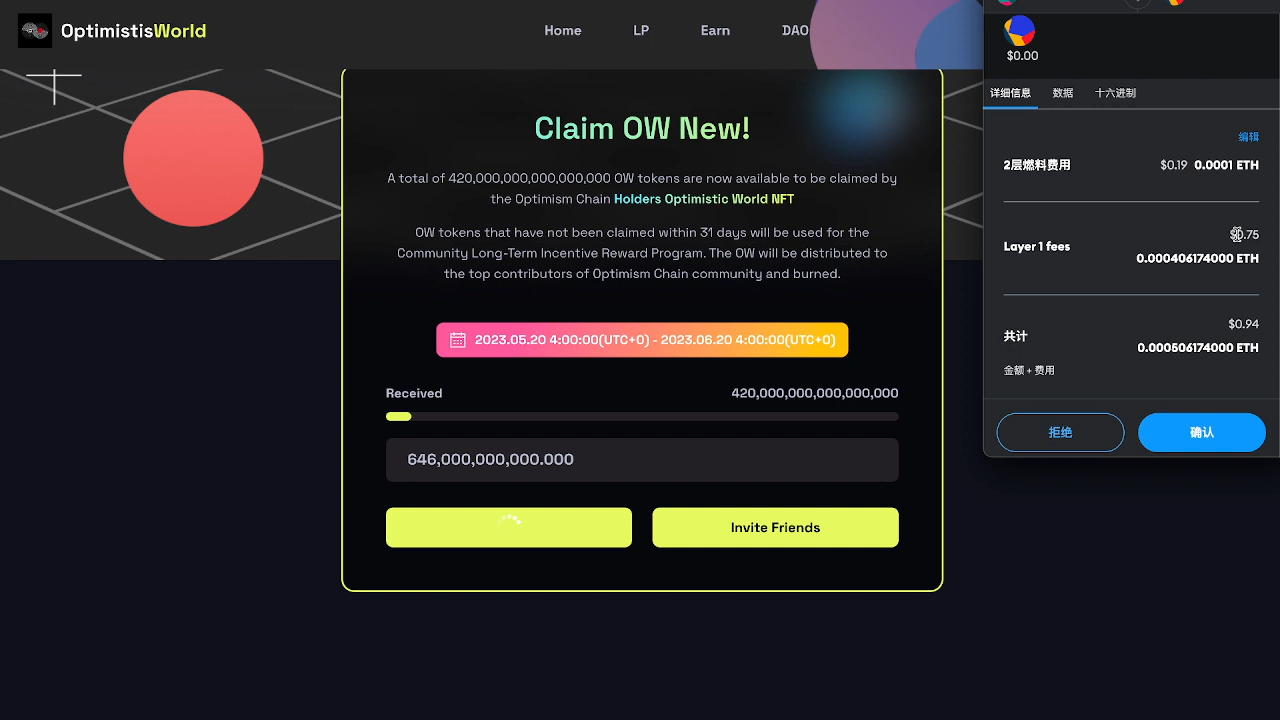 OptimistisWorld
Home LP Earn DAO
Claim OW New!
A total of 420,000,000,000,000,000 OW tokens are now available to be claimed by
the Optimism Chain Holders Optimistic World NFT
OW tokens that have not been claimed within 31 days will be used for the
Community Long-Term Incentive Reward Program. The OW will be distributed to
the top contributors of Optimism Chain community and burned.
2023.05.20 4:00:00(UTC+0) - 2023.06.20 4:00:00(UTC+0)
Received 420,000,000,000,000,000
646,000,000,000.000
Invite Friends
$0.00
详细信息 数据 十六进制
编辑
2层燃料费用 $0.19 0.0001 ETH
$0.75
Layer 1 fees
0.000406174000 ETH
$0.94
共计
0.000506174000 ETH
金额 + 费用
拒绝 确认